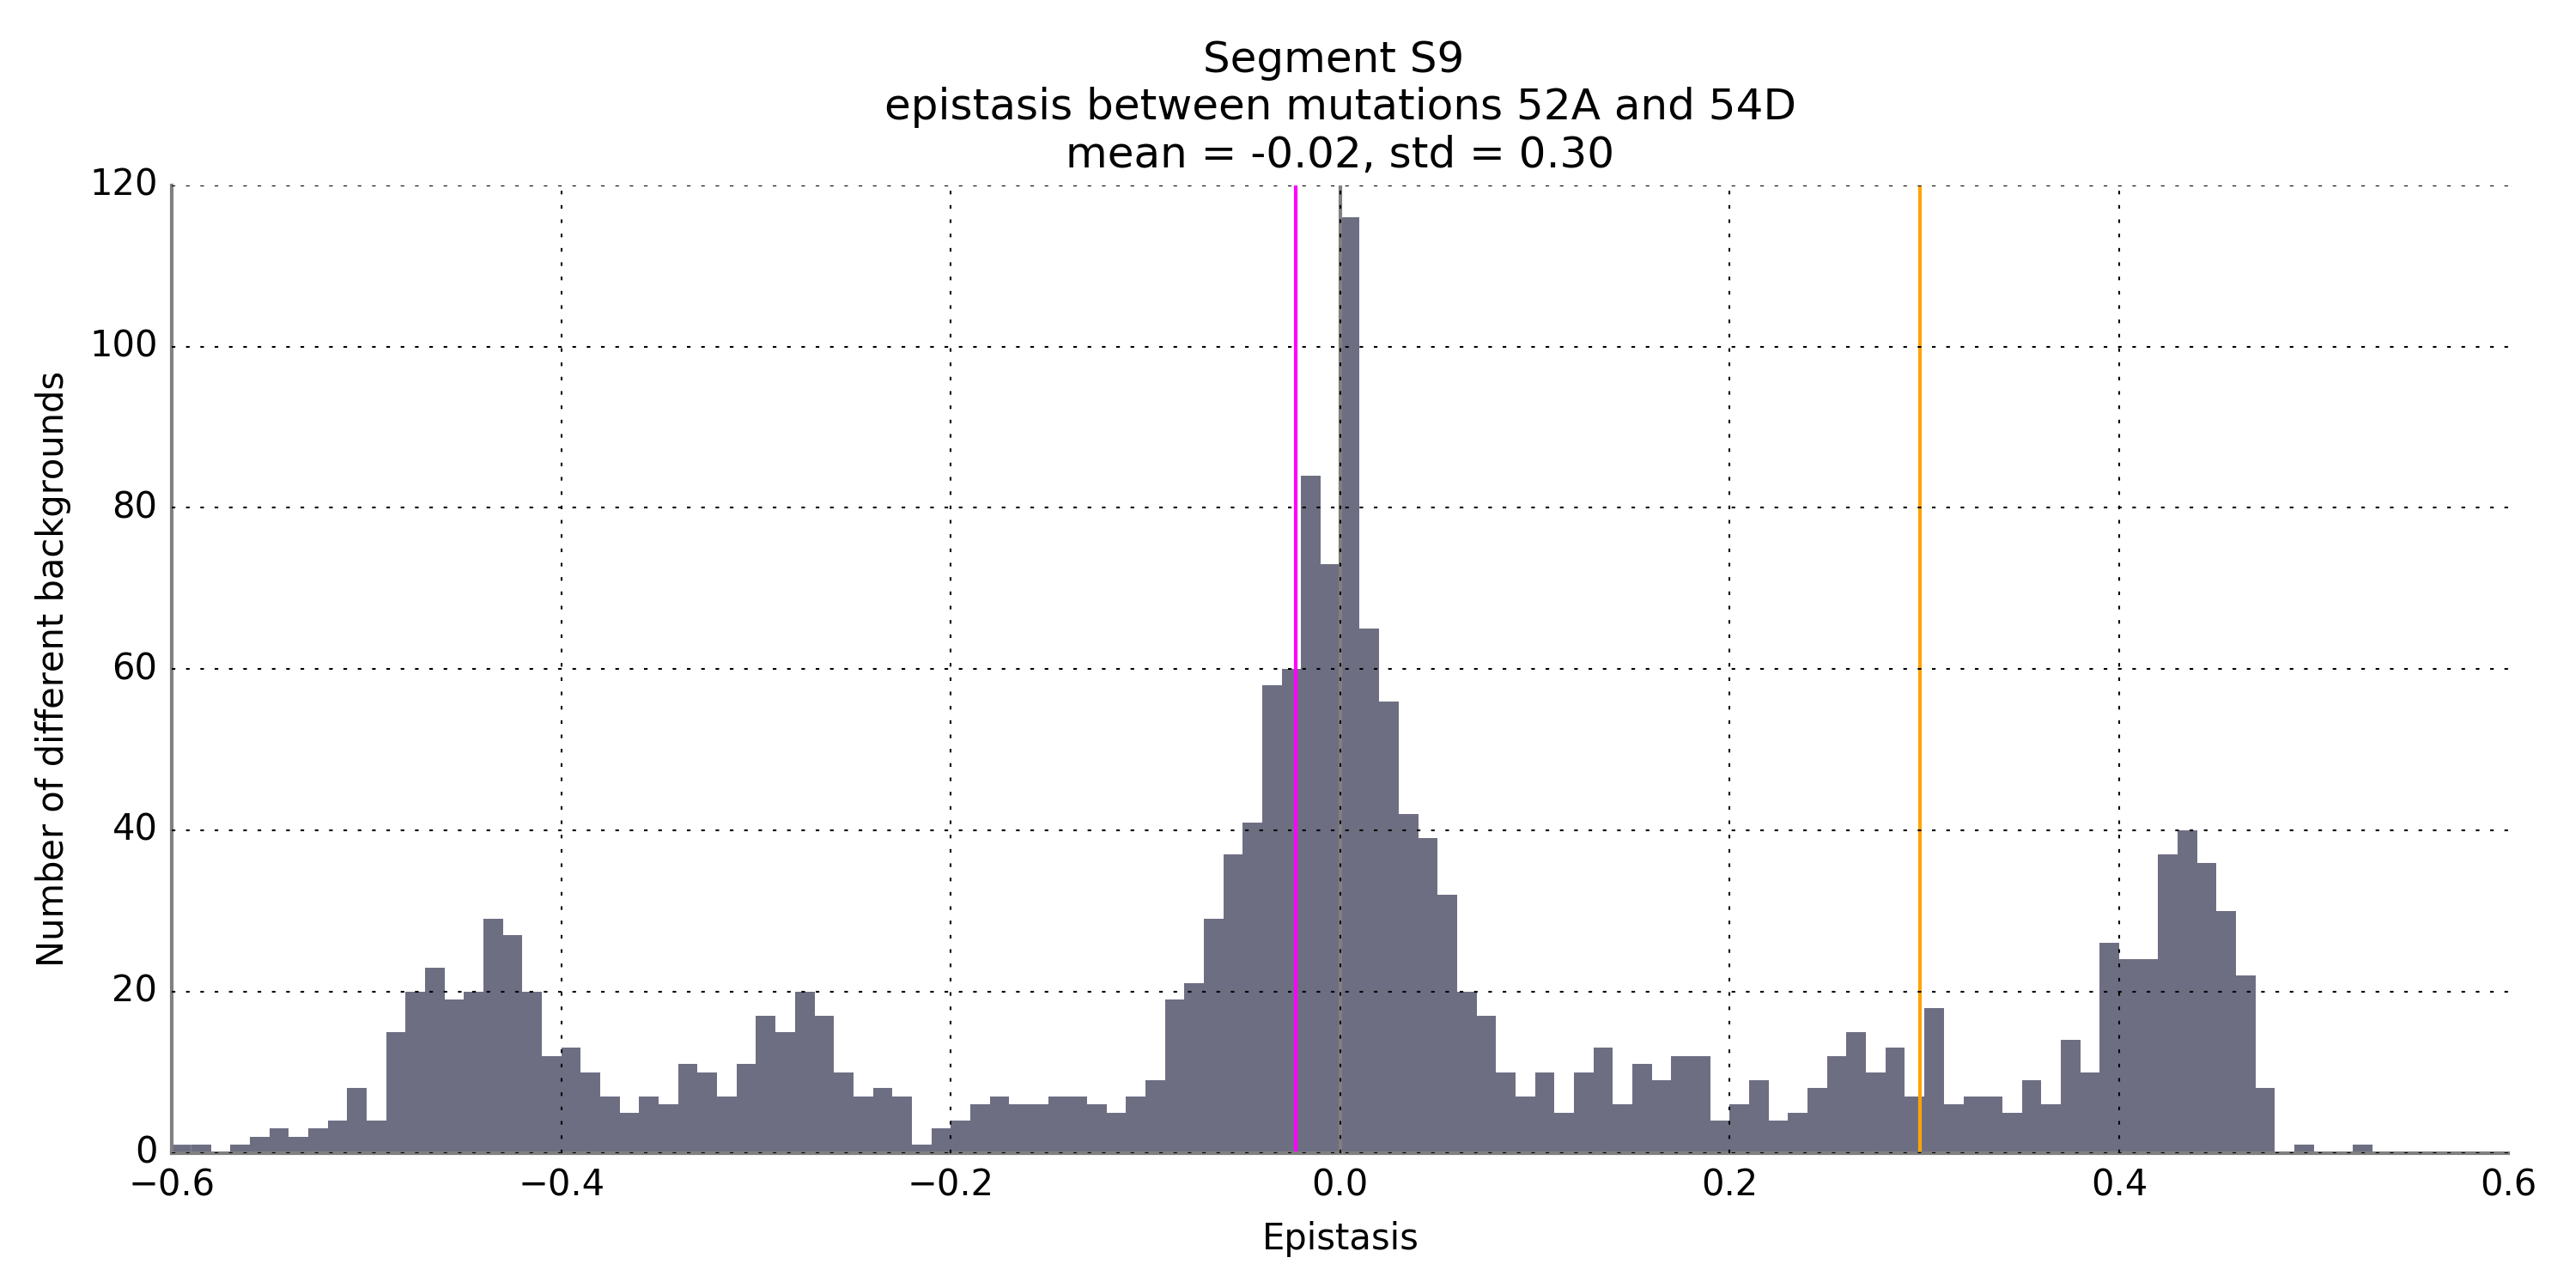 Segment S9
epistasis between mutations 52A and 54D
mean = -0.02, std = 0.30
120
100
80
60
40
20
0
Number of different backgrounds
−0.6 −0.4 −0.2 0.0 0.2 0.4 0.6
Epistasis